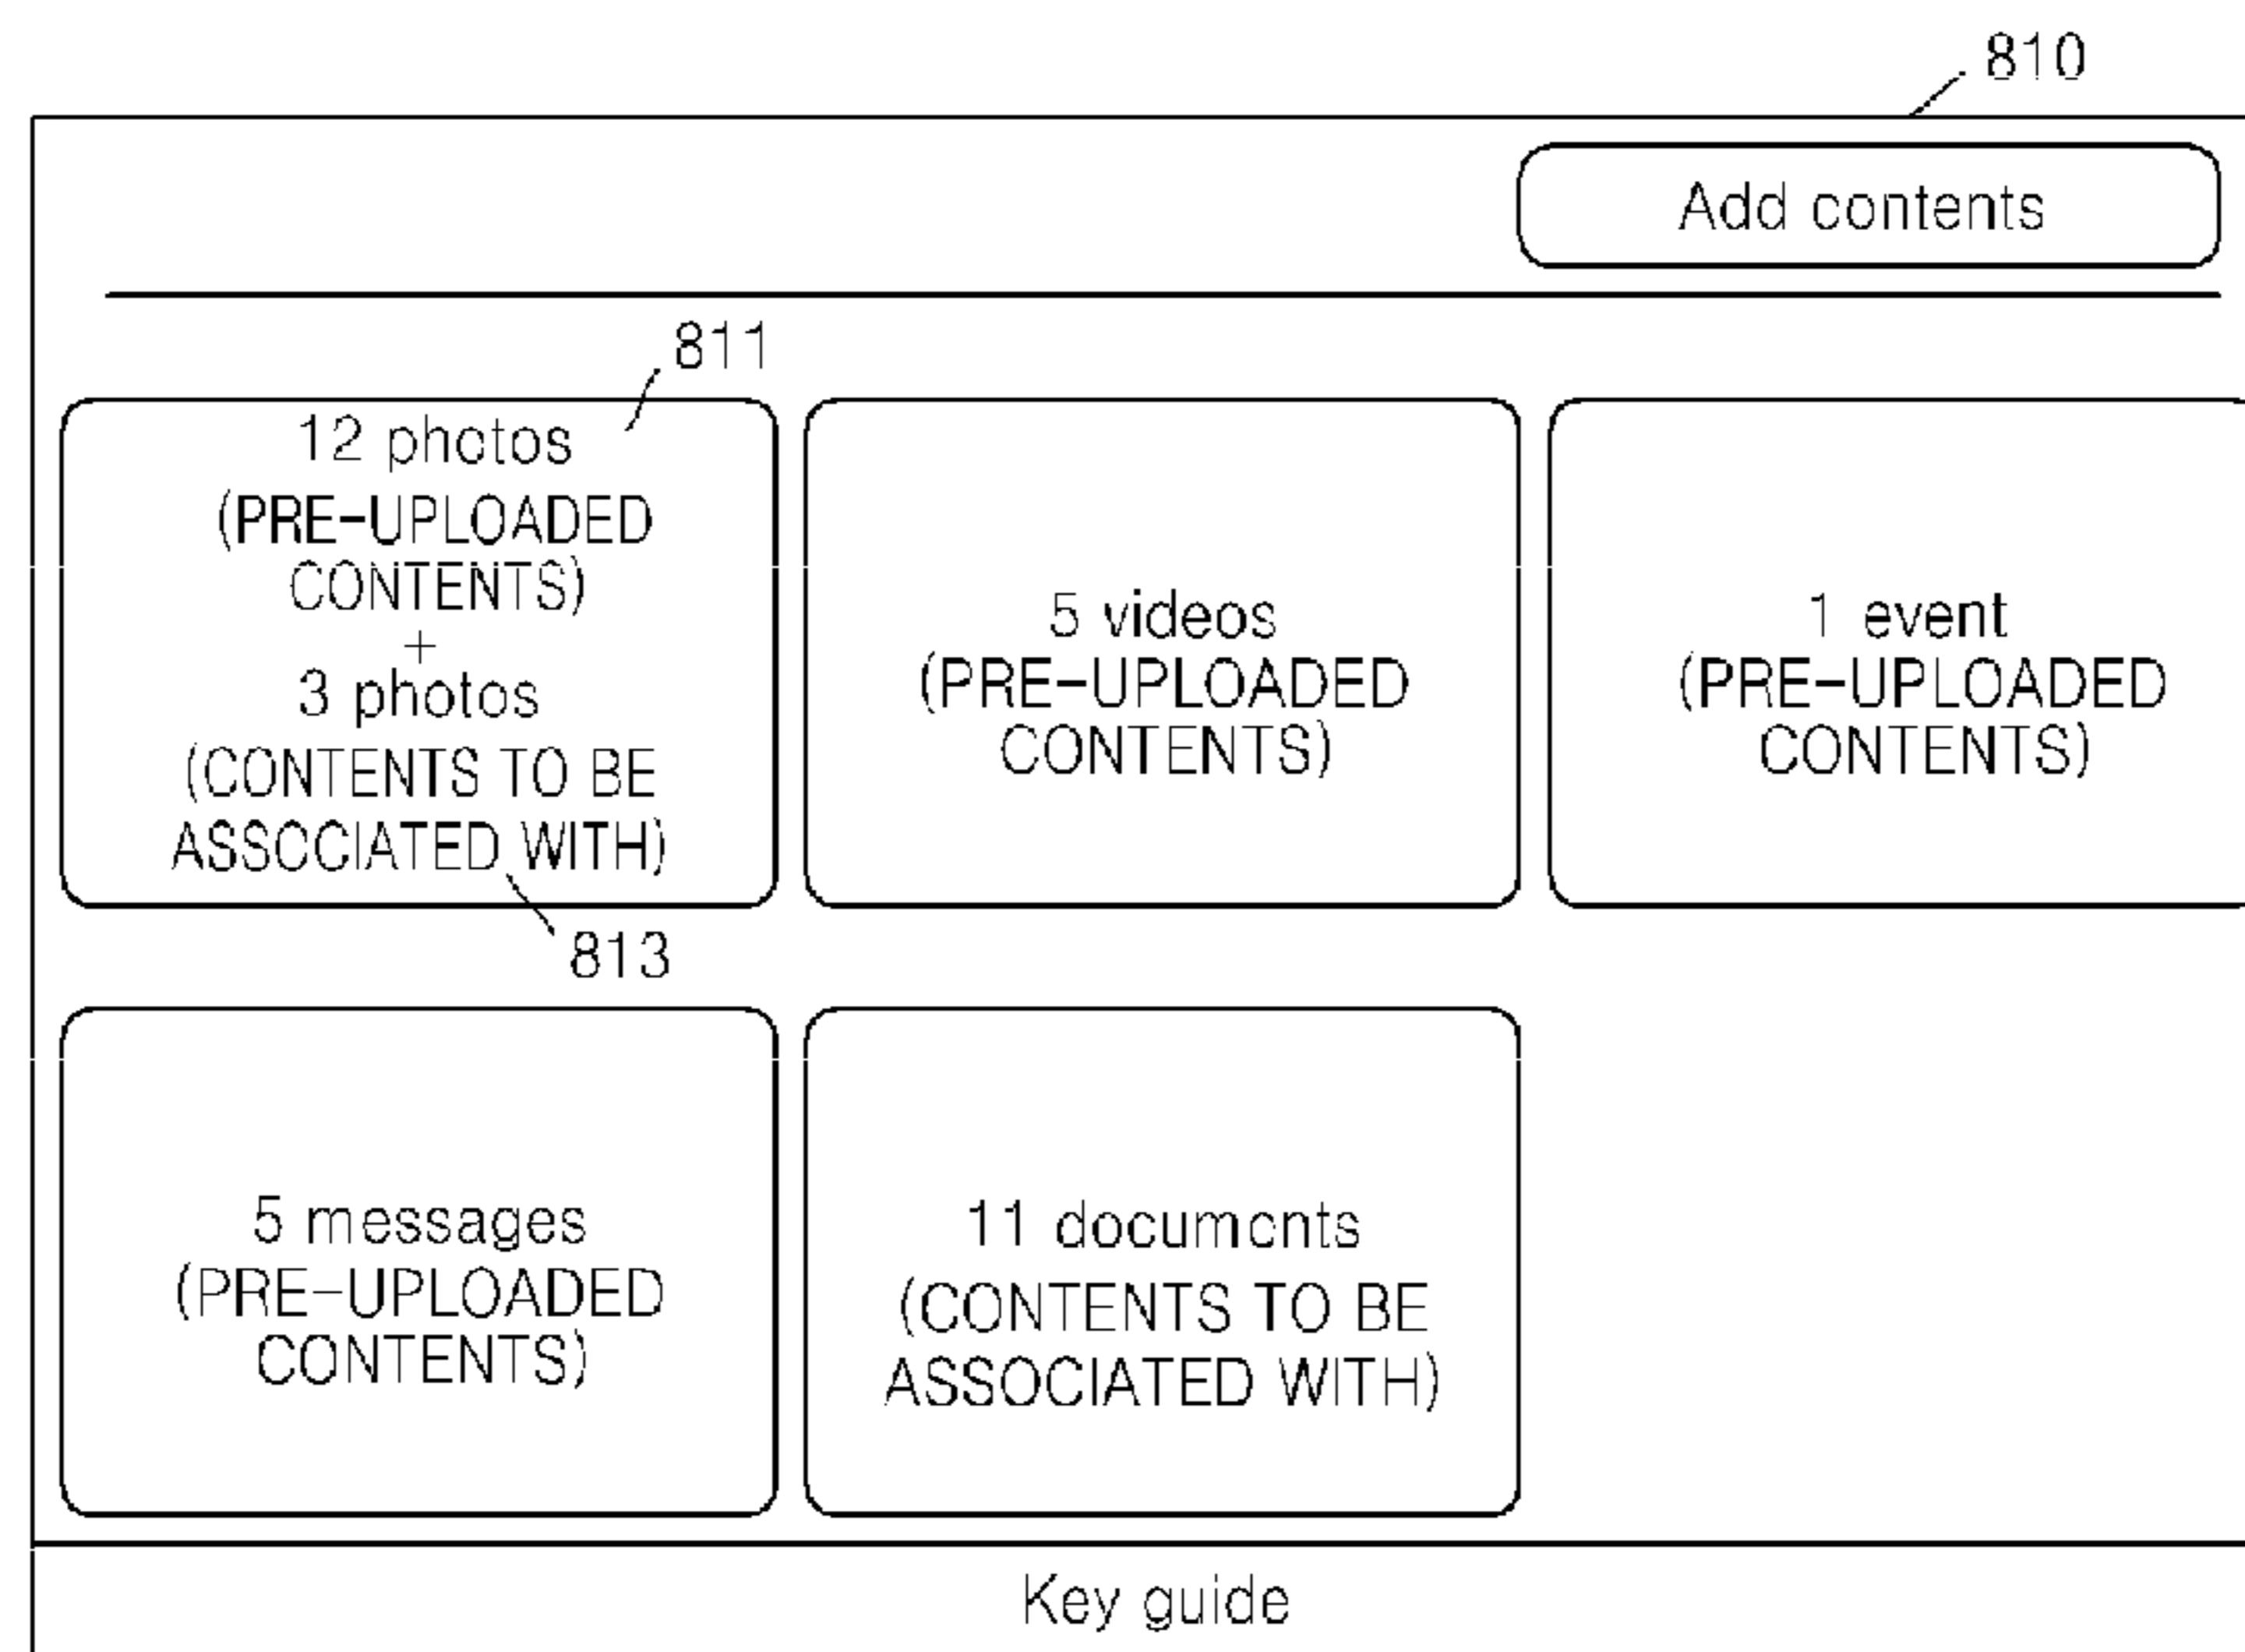 810
Add contents
811
12 photos
(PRE-UPLOADED
CONTENTS)
+
3 photos
(CONTENTS TO BE
ASSOCIATED WITH)
813
5 videos
(PRE-UPLOADED
CONTENTS)
1 event
(PRE-UPLOADED
CONTENTS)
5 messages
(PRE-UPLOADED
CONTENTS)
11 documents
(CONTENTS TO BE
ASSOCIATED WITH)
Key guide